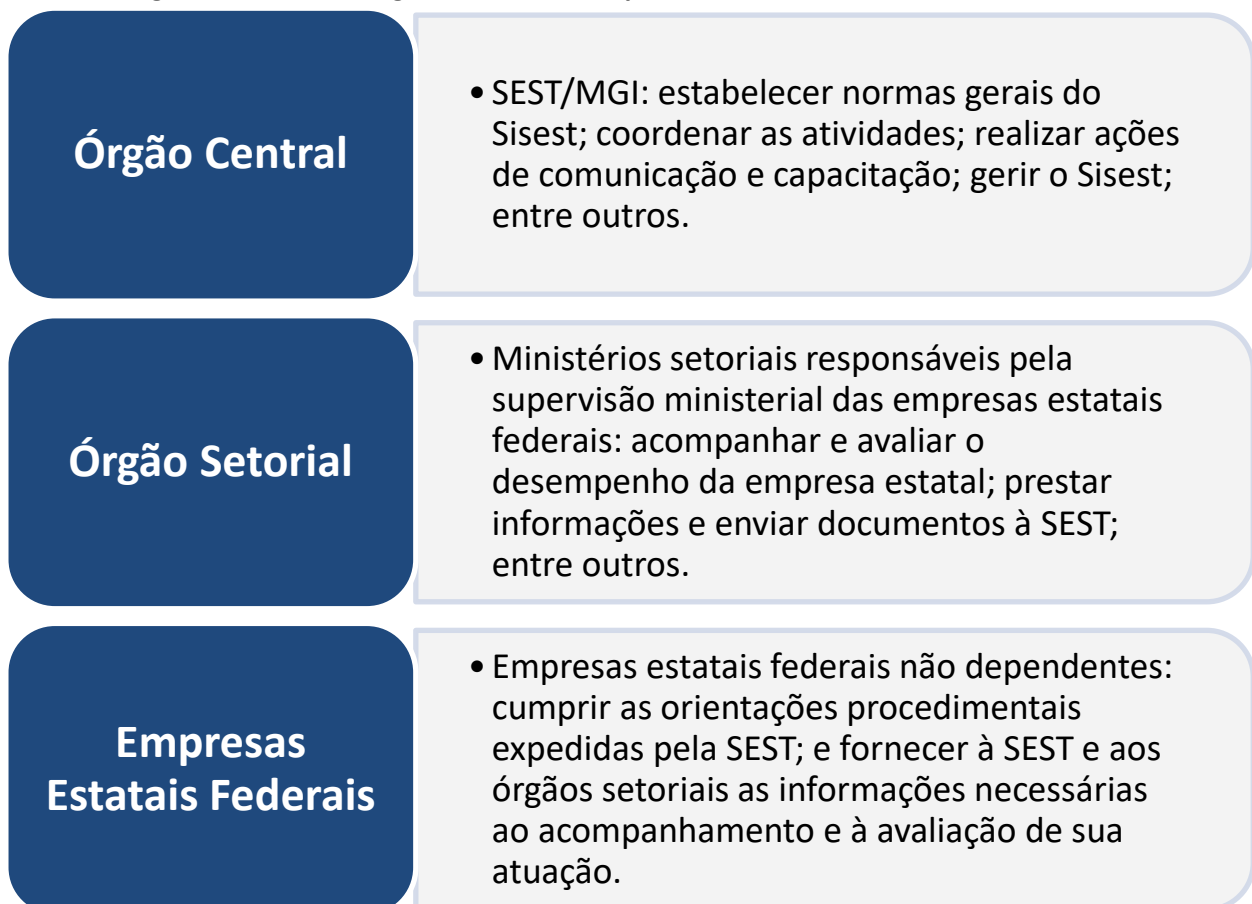 Órgão Central
• SEST/MGI: estabelecer normas gerais do
Sisest; coordenar as atividades; realizar ações
de comunicação e capacitação; gerir o Sisest;
entre outros.
Órgão Setorial
• Ministérios setoriais responsáveis pela
supervisão ministerial das empresas estatais
federais: acompanhar e avaliar o
desempenho da empresa estatal; prestar
informações e enviar documentos à SEST;
entre outros.
Empresas
Estatais Federais
• Empresas estatais federais não dependentes:
cumprir as orientações procedimentais
expedidas pela SEST; e fornecer à SEST e aos
órgãos setoriais as informações necessárias
ao acompanhamento e à avaliação de sua
atuação.